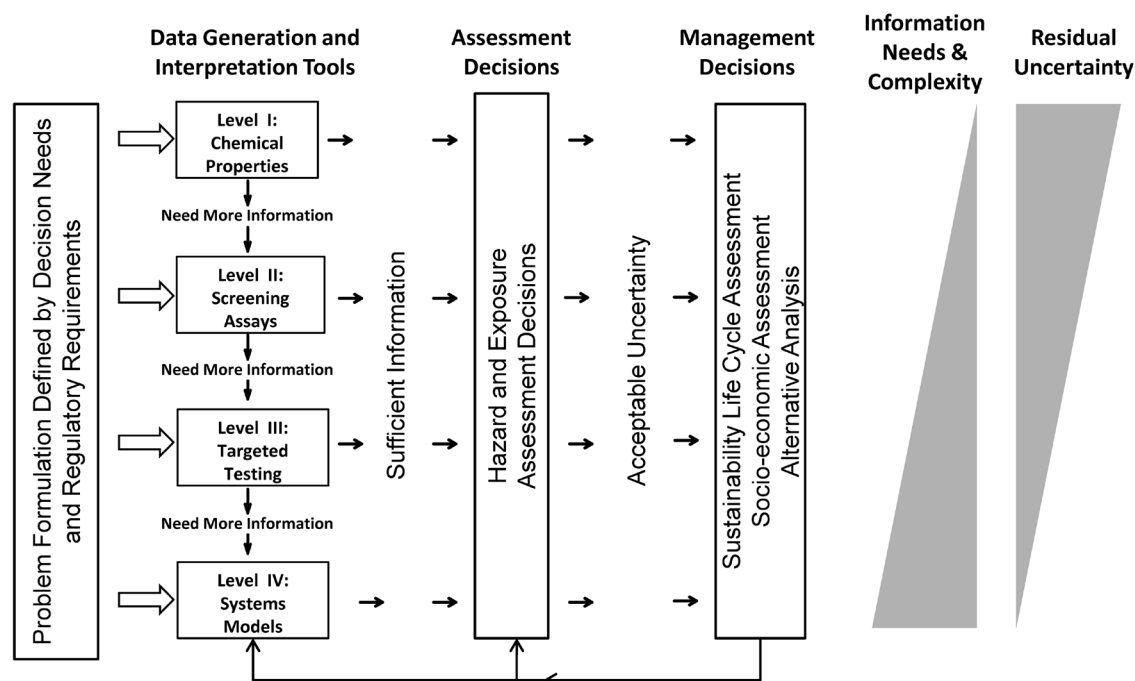 Data Generation and
Interpretation Tools
Assessment
Decisions
Management
Decisions
Information
Needs &
Complexity
Residual
Uncertainty
Problem Formulation Defined by Decision Needs
and Regulatory Requirements
Level I:
Chemical
Properties
Need More Information
Level II:
Screening
Assays
Need More Information
Level III:
Targeted
Testing
Need More Information
Level IV:
Systems
Models
Sufficient Information
Hazard and Exposure
Assessment Decisions
Acceptable Uncertainty
Sustainability Life Cycle Assessment
Socio-economic Assessment
Alternative Analysis